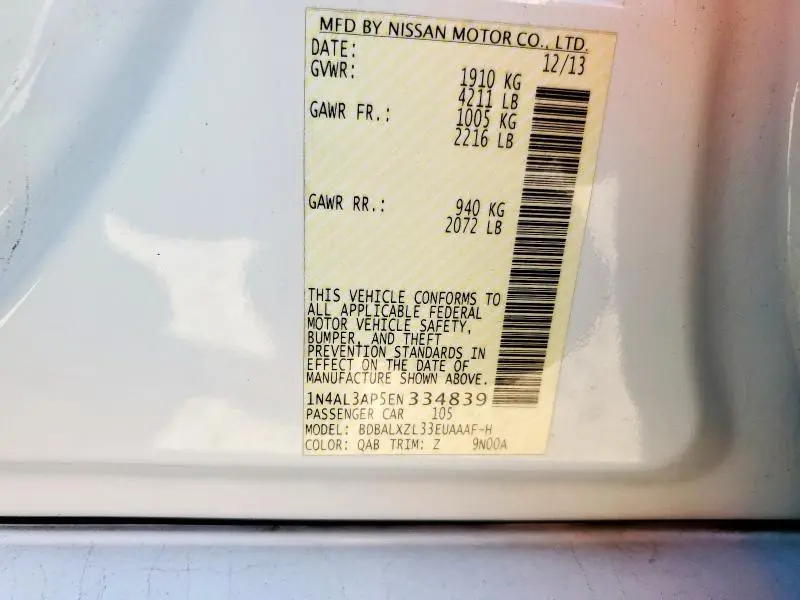 MFD BY NISSAN MOTOR CO., LTD.
DATE: 12/13
GVWR: 1910 KG
4211 LB
GAWR FR.: 1005 KG
2216 LB
GAWR RR.: 940 KG
2072 LB
THIS VEHICLE CONFORMS TO
ALL APPLICABLE FEDERAL
MOTOR VEHICLE SAFETY,
BUMPER, AND THEFT
PREVENTION STANDARDS IN
EFFECT ON THE DATE OF
MANUFACTURE SHOWN ABOVE.
1N4AL3AP5EN334839
PASSENGER CAR 105
MODEL: BDBALXZL33EUAAAF-H
COLOR: QAB TRIM: Z 9N00A